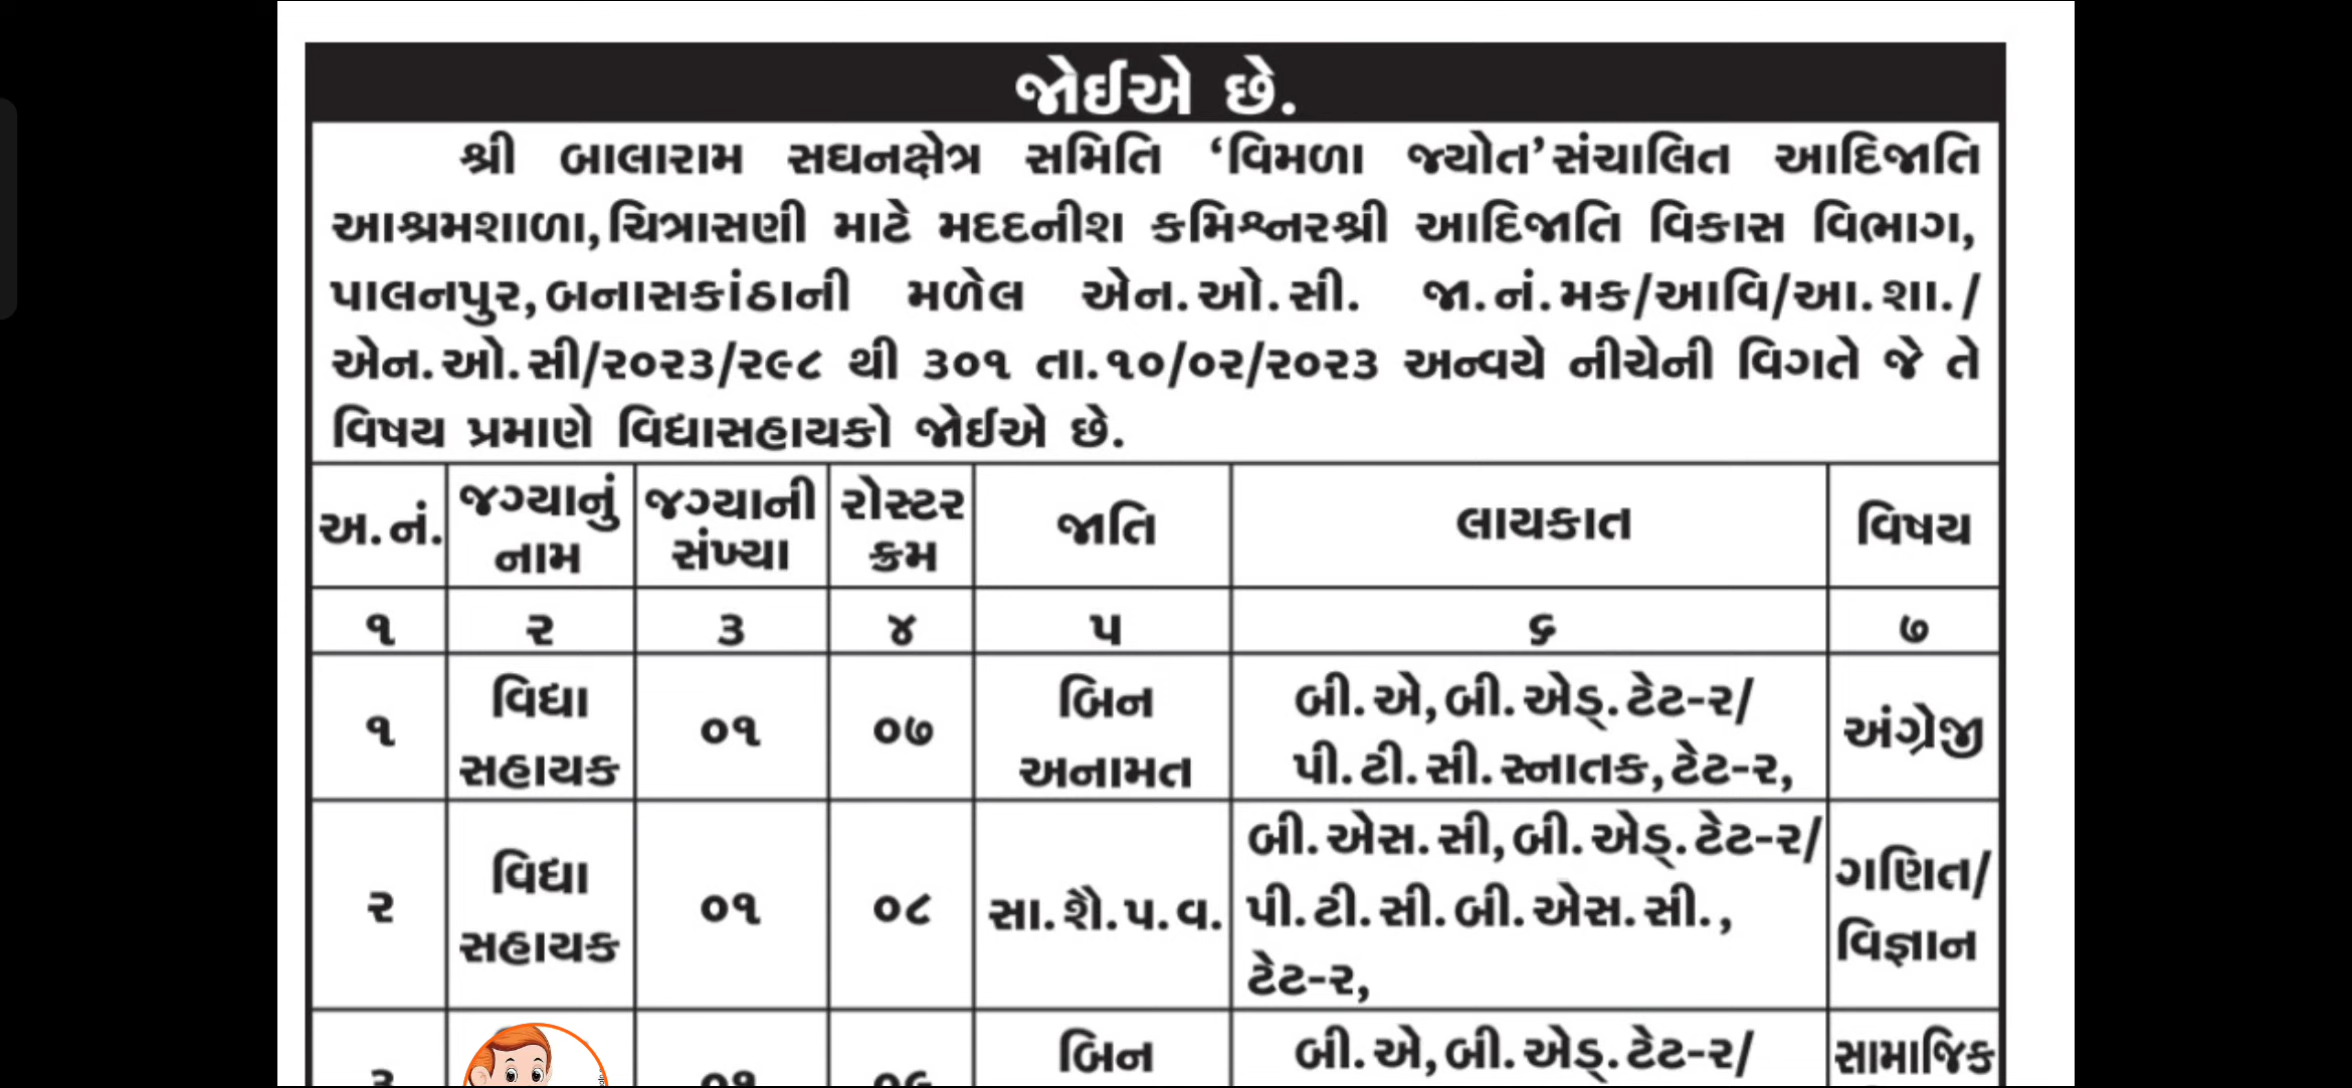 જોઈએ છે.
શ્રી બાલારામ સઘનક્ષેત્ર સમિતિ ‘વિમળા જ્યોત’ સંચાલિત આદિજાતિ
આશ્રમશાળા, ચિત્રાસણી માટે મદદનીશ કમિશ્નરશ્રી આદિજાતિ વિકાસ વિભાગ,
પાલનપુર, બનાસકાંઠાની મળેલ એન.ઓ.સી. જા.નં.મક/આવિ/આ.શા./
એન.ઓ.સી/૨૦૨૩/૨૯૮ થી ૩૦૧ તા.૧૦/૦૨/૨૦૨૩ અન્વયે નીચેની વિગતે જે તે
વિષય પ્રમાણે વિદ્યાસહાયકો જોઈએ છે.
અ.નં. જગ્યાનું નામ જગ્યાની સંખ્યા રોસ્ટર ક્રમ જાતિ લાયકાત વિષય
૧ ૨ ૩ ૪ ૫ ૬ ૭
૧ વિદ્યા સહાયક ૦૧ ૦૭ બિન અનામત બી.એ, બી.એડ્.ટેટ-૨/ પી.ટી.સી.સ્નાતક, ટેટ-૨, અંગ્રેજી
૨ વિદ્યા સહાયક ૦૧ ૦૮ સા.શૈ.પ.વ. બી.એસ.સી, બી.એડ્.ટેટ-૨/ પી.ટી.સી.બી.એસ.સી., ટેટ-૨, ગણિત/ વિજ્ઞાન
૩ ૦૧ ૦૯ બિન બી.એ, બી.એડ્.ટેટ-૨/ સામાજિક